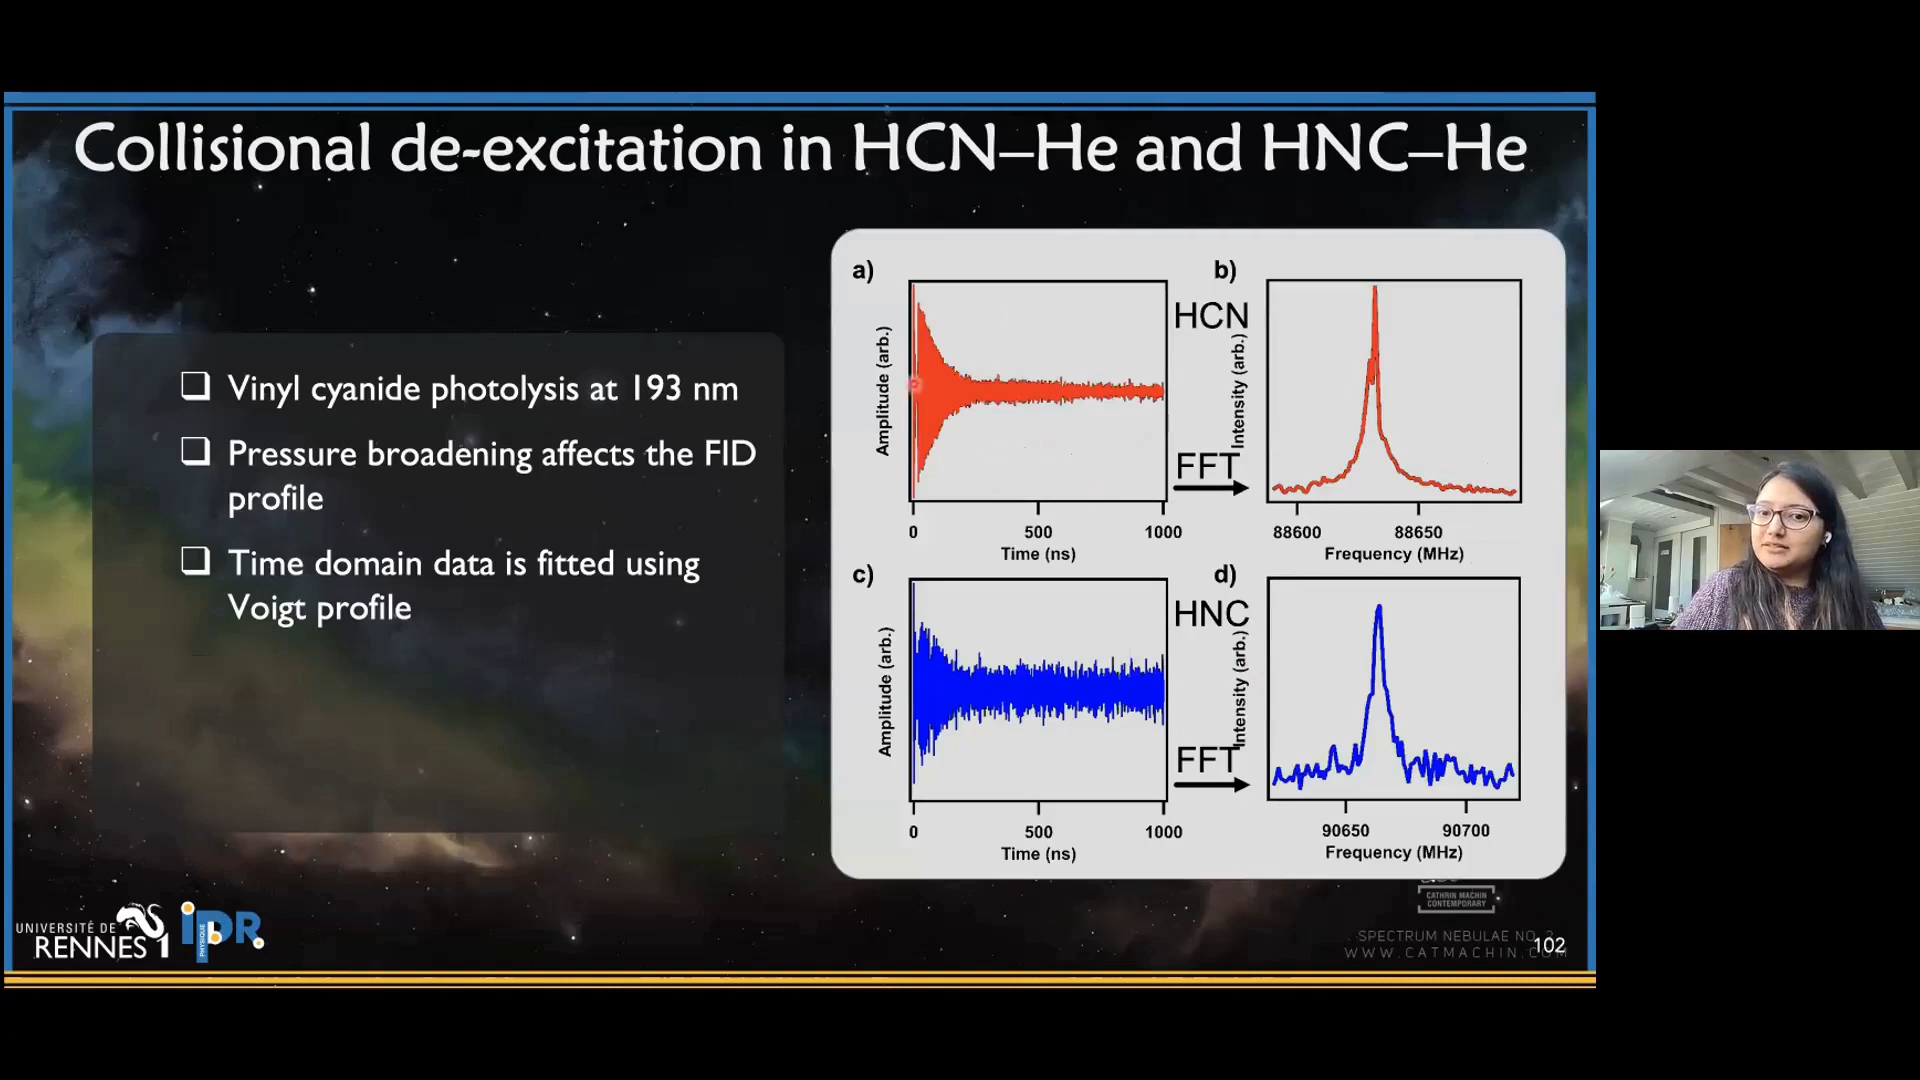 Collisional de-excitation in HCN–He and HNC–He
Vinyl cyanide photolysis at 193 nm
Pressure broadening affects the FID
profile
Time domain data is fitted using
Voigt profile
a)
Amplitude (arb.)
0 500 1000
Time (ns)
HCN
FFT
b)
Intensity (arb.)
88600 88650
Frequency (MHz)
c)
Amplitude (arb.)
0 500 1000
Time (ns)
HNC
FFT
d)
Intensity (arb.)
90650 90700
Frequency (MHz)
UNIVERSITÉ DE
RENNES 1
iPR
PHYSIQUE
CATHRIN MACHIN
CONTEMPORARY
SPECTRUM NEBULAE NO.
WWW.CATMACHIN.COM
102